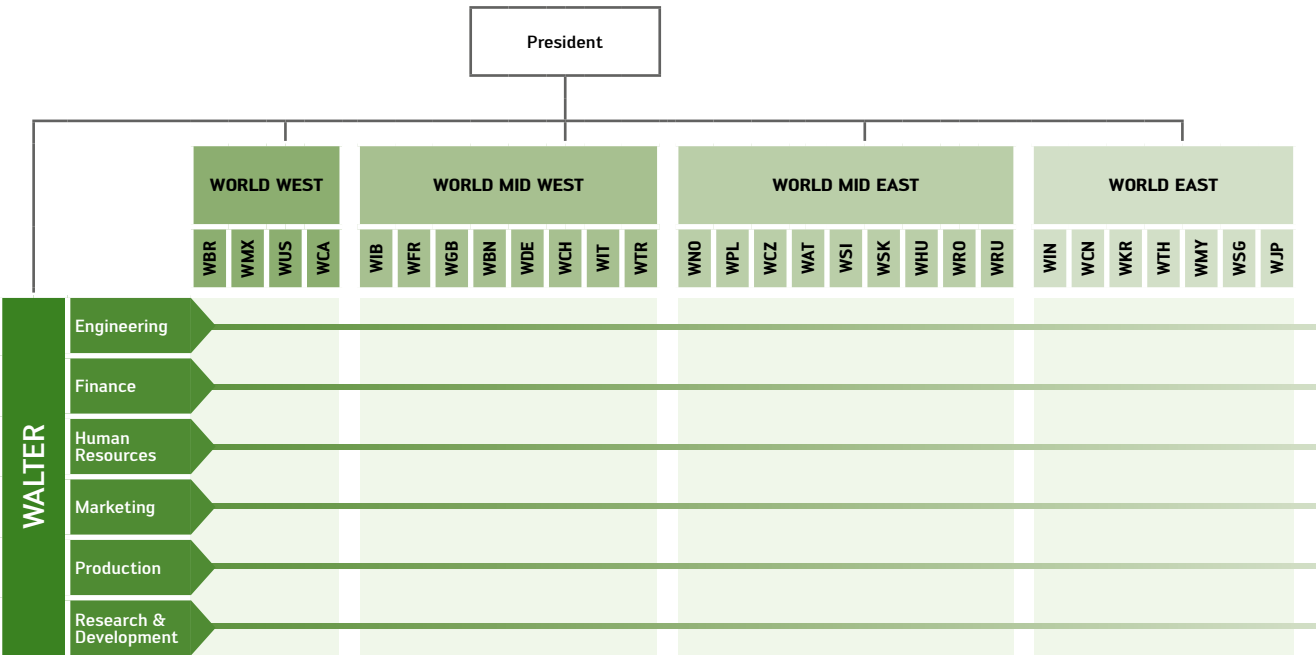 President
WORLD WEST
WORLD MID WEST
WORLD MID EAST
WORLD EAST
WBR
WMX
WUS
WCA
WIB
WFR
WGB
WBN
WDE
WCH
WIT
WTR
WNO
WPL
WCZ
WAT
WSI
WSK
WHU
WRO
WRU
WIN
WCN
WKR
WTH
WMY
WSG
WJP
WALTER
Engineering
Finance
Human
Resources
Marketing
Production
Research &
Development